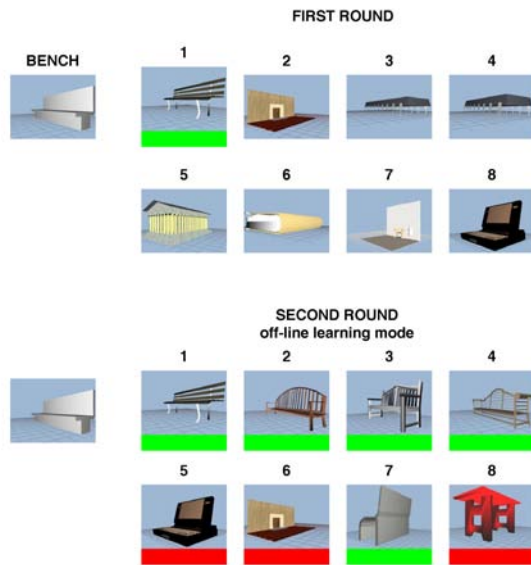 FIRST ROUND
BENCH
1 2 3 4
5 6 7 8
SECOND ROUND
off-line learning mode
1 2 3 4
5 6 7 8